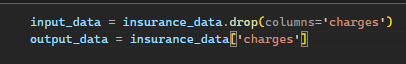 input_data = insurance_data.drop(columns='charges')
output_data = insurance_data['charges']